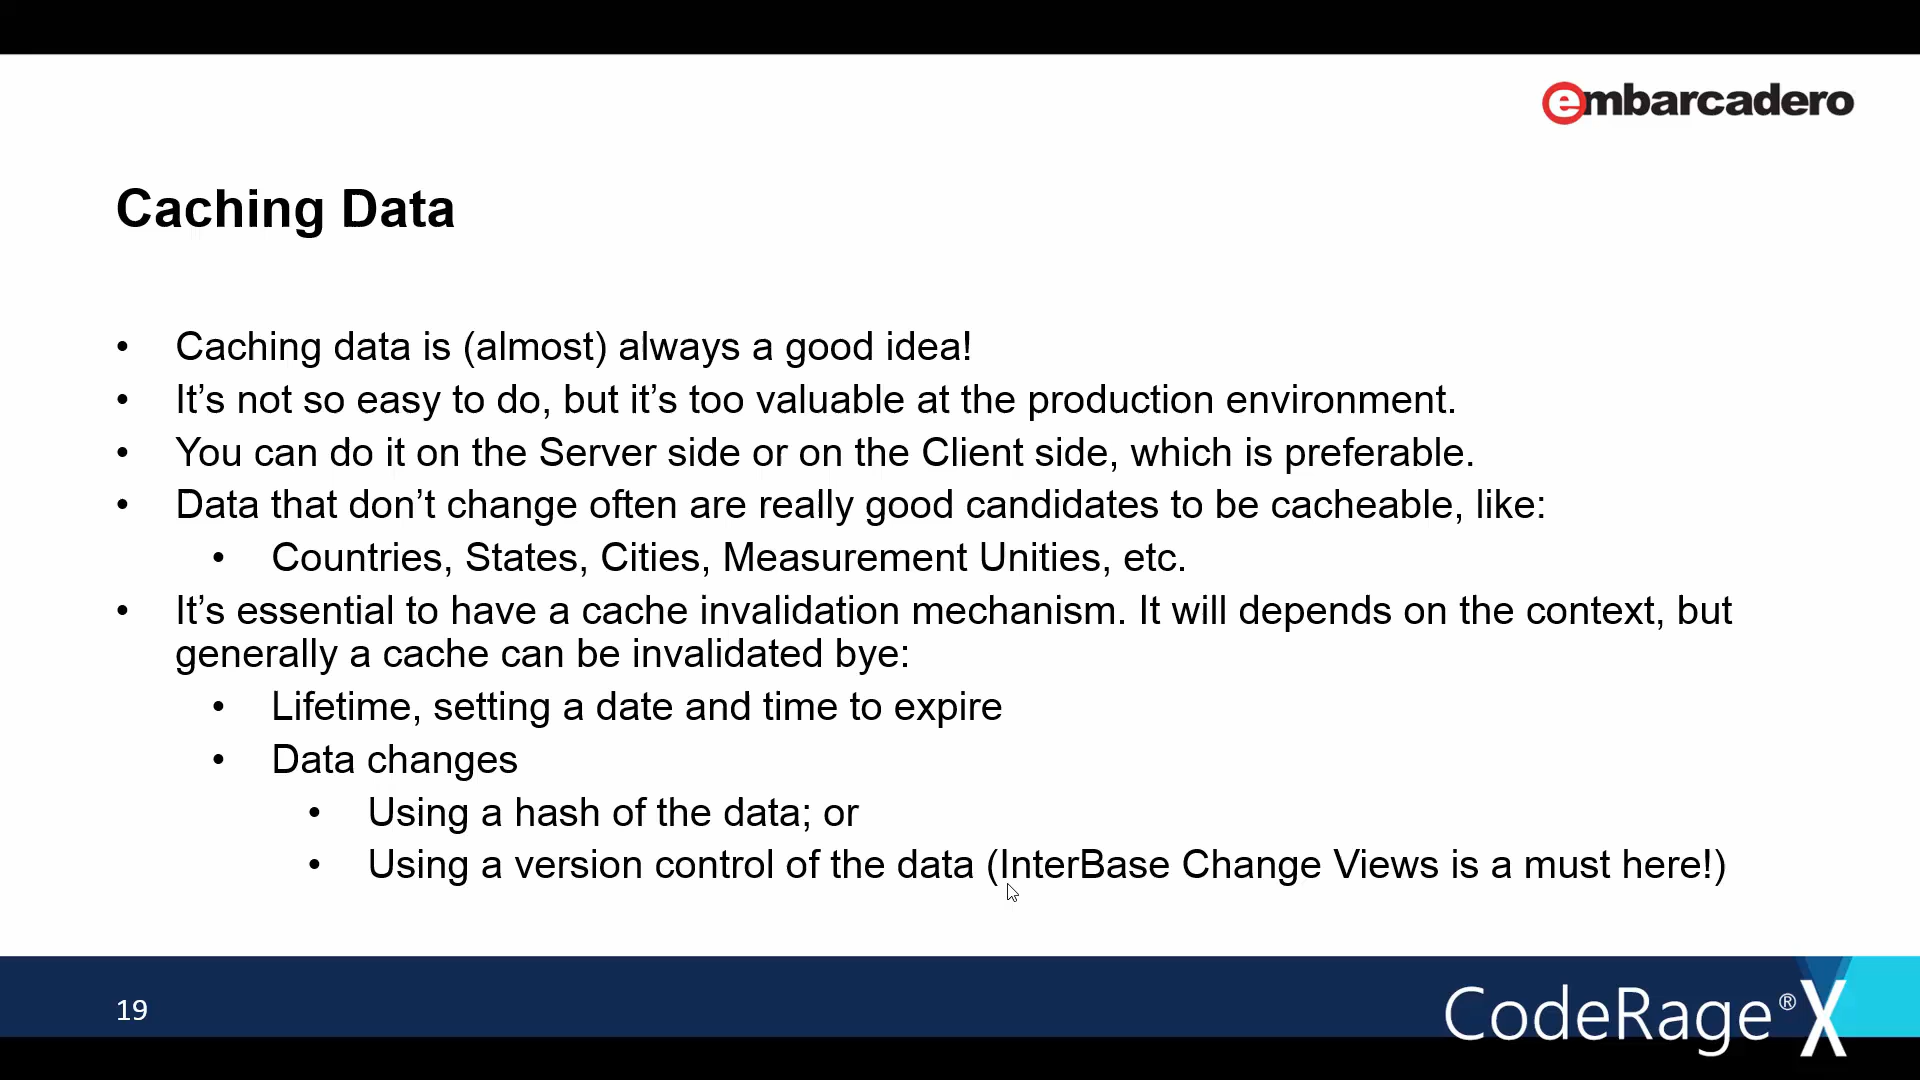 embarcadero
Caching Data
• Caching data is (almost) always a good idea!
• It’s not so easy to do, but it’s too valuable at the production environment.
• You can do it on the Server side or on the Client side, which is preferable.
• Data that don’t change often are really good candidates to be cacheable, like:
• Countries, States, Cities, Measurement Unities, etc.
• It’s essential to have a cache invalidation mechanism. It will depends on the context, but
generally a cache can be invalidated bye:
• Lifetime, setting a date and time to expire
• Data changes
• Using a hash of the data; or
• Using a version control of the data (InterBase Change Views is a must here!)
19
CodeRage® X